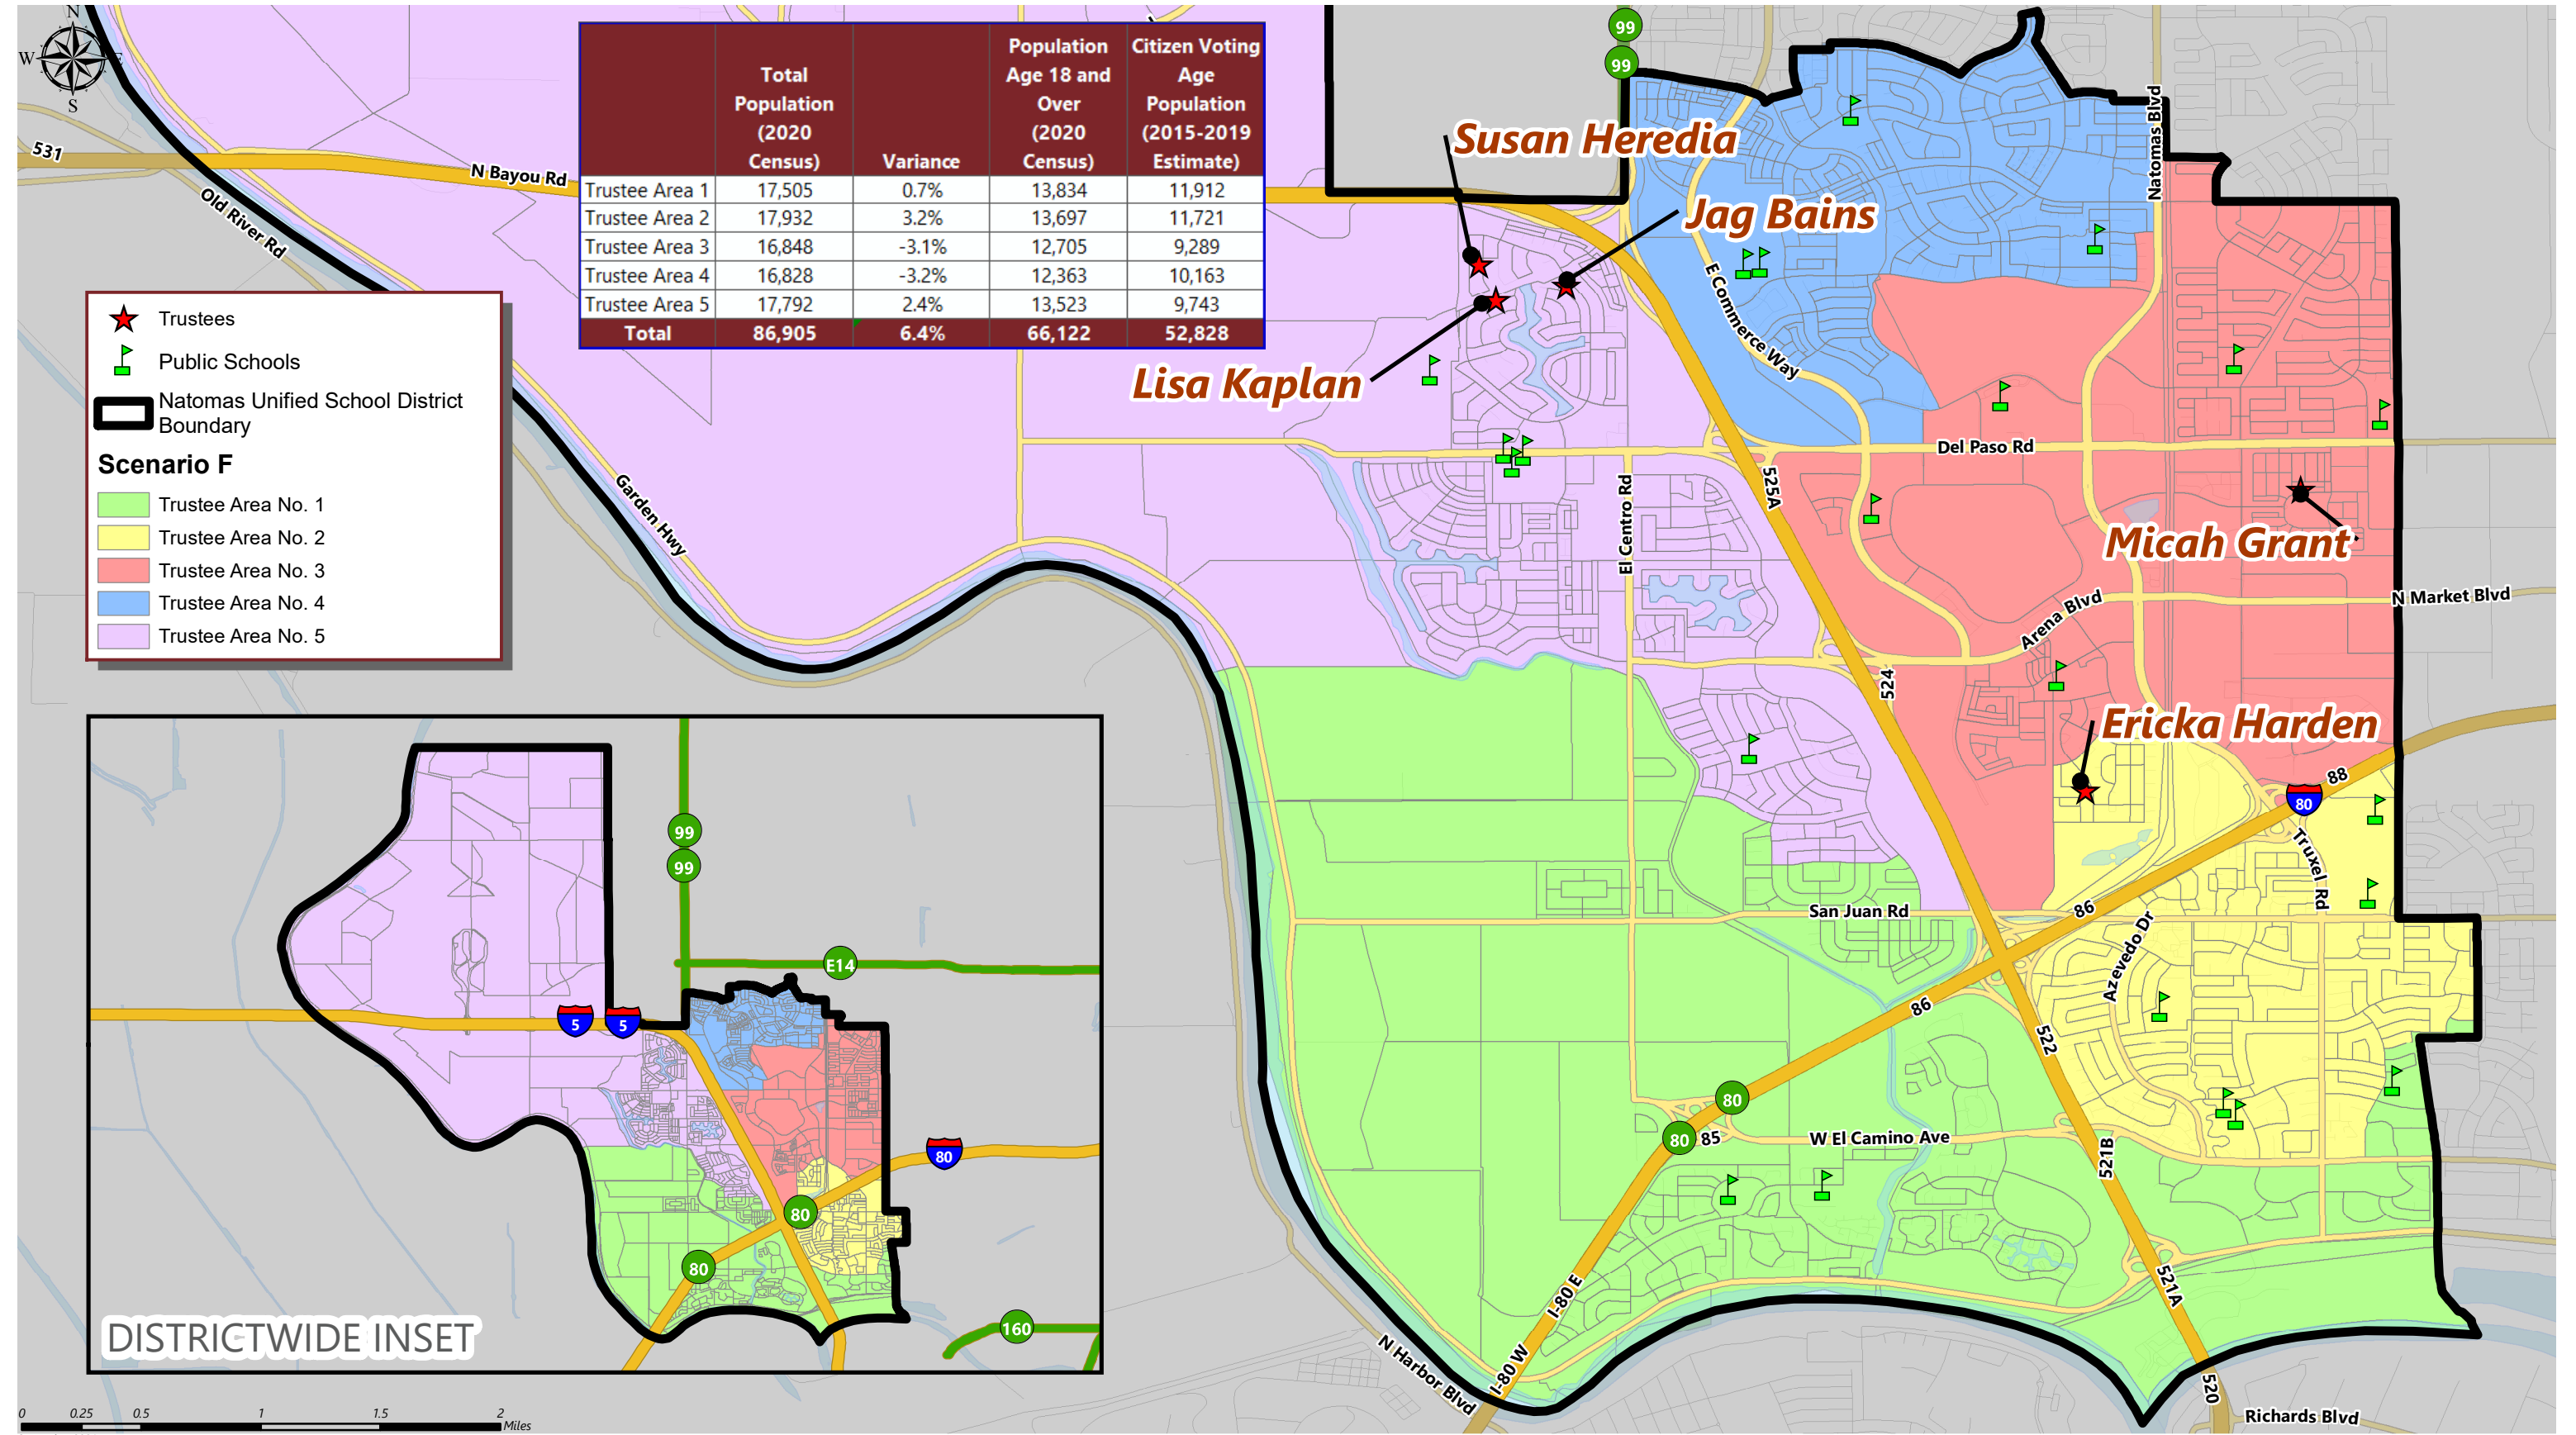 N
W
E
S
99
99
531
N Bayou Rd
Old River Rd
Total Population (2020 Census)
Variance
Population Age 18 and Over (2020 Census)
Citizen Voting Age Population (2015-2019 Estimate)
Trustee Area 1 17,505 0.7% 13,834 11,912
Trustee Area 2 17,932 3.2% 13,697 11,721
Trustee Area 3 16,848 -3.1% 12,705 9,289
Trustee Area 4 16,828 -3.2% 12,363 10,163
Trustee Area 5 17,792 2.4% 13,523 9,743
Total 86,905 6.4% 66,122 52,828
Susan Heredia
Jag Bains
Lisa Kaplan
Natomas Blvd
E Commerce Way
Trustees
Public Schools
Natomas Unified School District
Boundary
Scenario F
Trustee Area No. 1
Trustee Area No. 2
Trustee Area No. 3
Trustee Area No. 4
Trustee Area No. 5
Garden Hwy
Del Paso Rd
525A
El Centro Rd
Micah Grant
N Market Blvd
Arena Blvd
524
Ericka Harden
88
80
Truxel Rd
San Juan Rd
86
Azevedo Dr
86
522
80
80
85
W El Camino Ave
521B
521A
I-80 E
I-80 W
N Harbor Blvd
520
Richards Blvd
99
99
E14
5
5
80
80
80
160
DISTRICTWIDE INSET
0 0.25 0.5 1 1.5 2
Miles